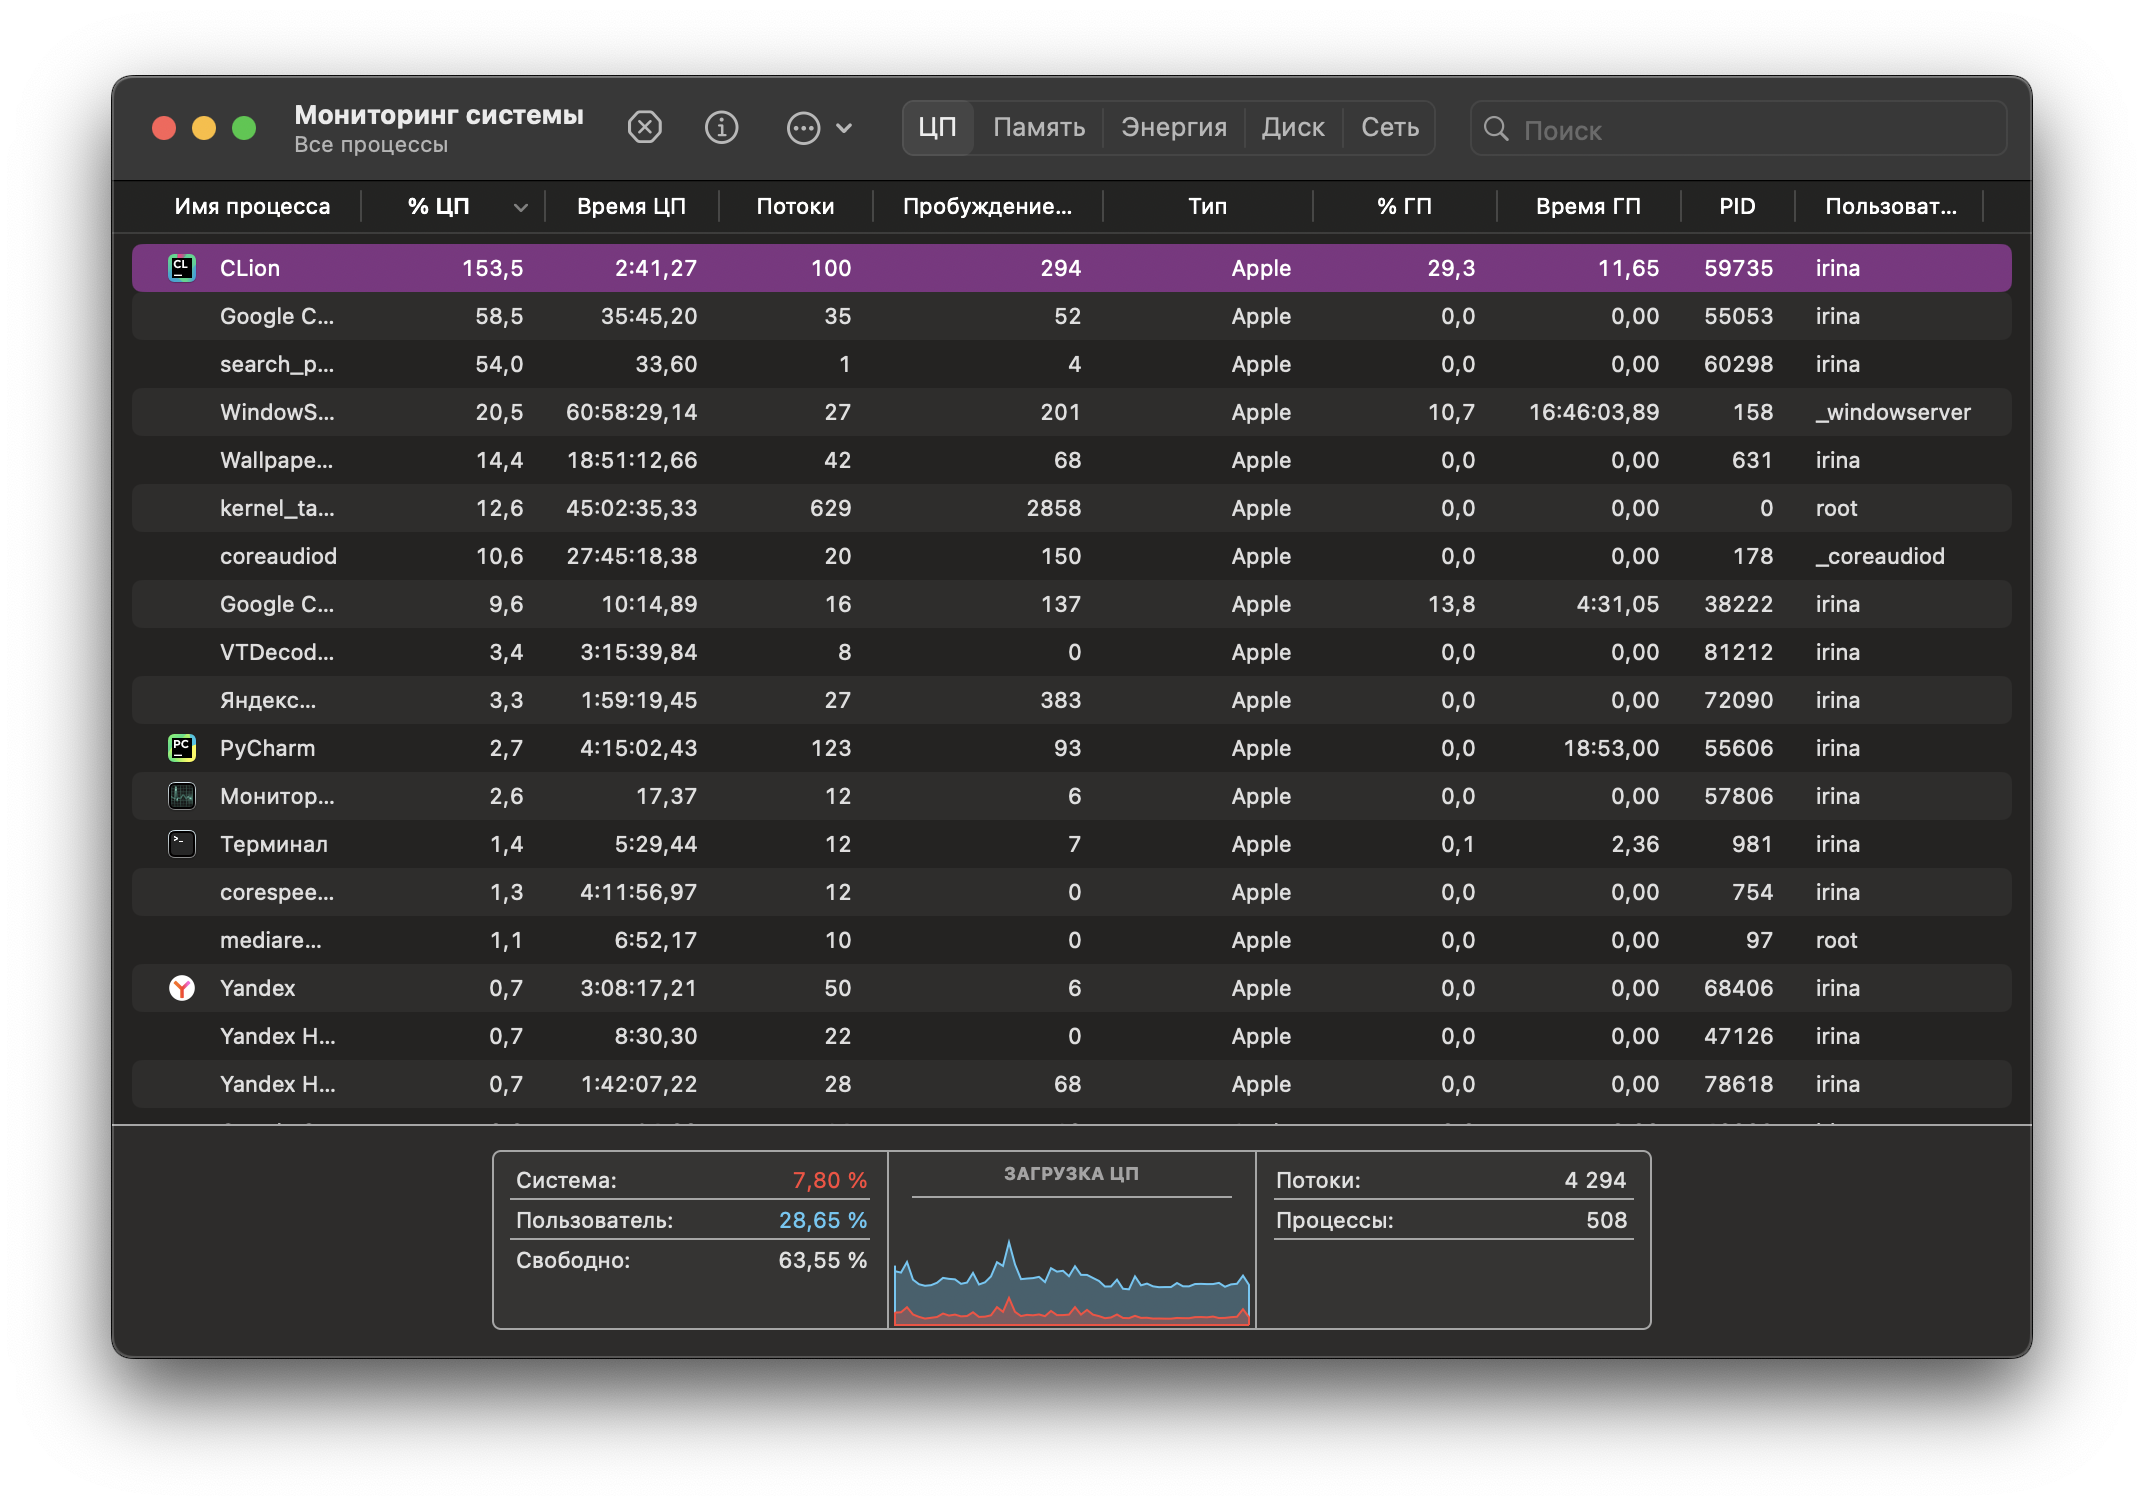 Мониторинг системы
Все процессы
ЦП Память Энергия Диск Сеть
Поиск
Имя процесса % ЦП Время ЦП Потоки Пробуждение... Тип % ГП Время ГП PID Пользоват...
CLion 153,5 2:41,27 100 294 Apple 29,3 11,65 59735 irina
Google C... 58,5 35:45,20 35 52 Apple 0,0 0,00 55053 irina
search_p... 54,0 33,60 1 4 Apple 0,0 0,00 60298 irina
WindowS... 20,5 60:58:29,14 27 201 Apple 10,7 16:46:03,89 158 _windowserver
Wallpape... 14,4 18:51:12,66 42 68 Apple 0,0 0,00 631 irina
kernel_ta... 12,6 45:02:35,33 629 2858 Apple 0,0 0,00 0 root
coreaudiod 10,6 27:45:18,38 20 150 Apple 0,0 0,00 178 _coreaudiod
Google C... 9,6 10:14,89 16 137 Apple 13,8 4:31,05 38222 irina
VTDecod... 3,4 3:15:39,84 8 0 Apple 0,0 0,00 81212 irina
Яндекс... 3,3 1:59:19,45 27 383 Apple 0,0 0,00 72090 irina
PyCharm 2,7 4:15:02,43 123 93 Apple 0,0 18:53,00 55606 irina
Монитор... 2,6 17,37 12 6 Apple 0,0 0,00 57806 irina
Терминал 1,4 5:29,44 12 7 Apple 0,1 2,36 981 irina
corespee... 1,3 4:11:56,97 12 0 Apple 0,0 0,00 754 irina
mediare... 1,1 6:52,17 10 0 Apple 0,0 0,00 97 root
Yandex 0,7 3:08:17,21 50 6 Apple 0,0 0,00 68406 irina
Yandex H... 0,7 8:30,30 22 0 Apple 0,0 0,00 47126 irina
Yandex H... 0,7 1:42:07,22 28 68 Apple 0,0 0,00 78618 irina
Система: 7,80 %
Пользователь: 28,65 %
Свободно: 63,55 %
ЗАГРУЗКА ЦП
Потоки: 4 294
Процессы: 508